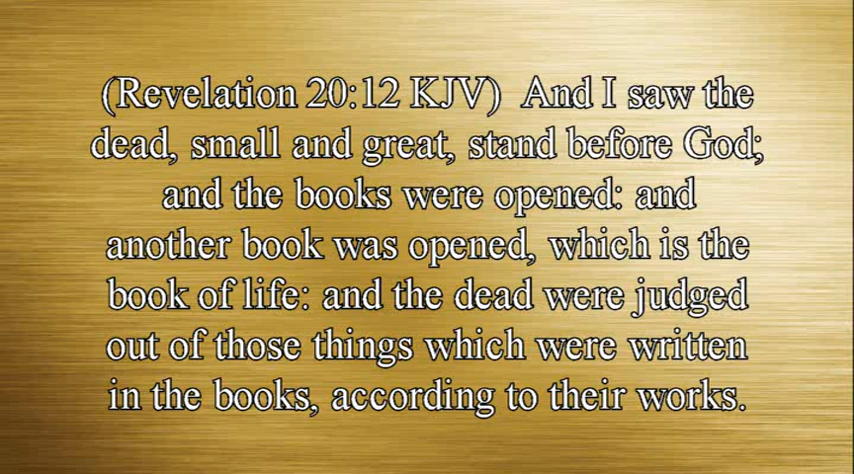 (Revelation 20:12 KJV)  And I saw the
dead, small and great, stand before God;
and the books were opened: and
another book was opened, which is the
book of life: and the dead were judged
out of those things which were written
in the books, according to their works.